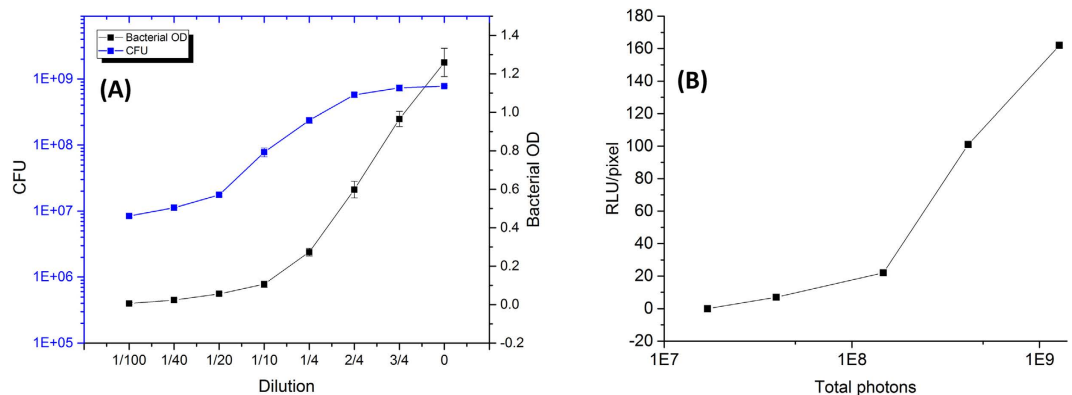 Bacterial OD
CFU
(A)
CFU
1E+09
1E+08
1E+07
1E+06
1E+05
1.4
1.2
1.0
0.8
0.6
0.4
0.2
0.0
-0.2
Bacterial OD
1/100 1/40 1/20 1/10 1/4 2/4 3/4 0
Dilution
(B)
RLU/pixel
180
160
140
120
100
80
60
40
20
0
-20
1E7 1E8 1E9
Total photons